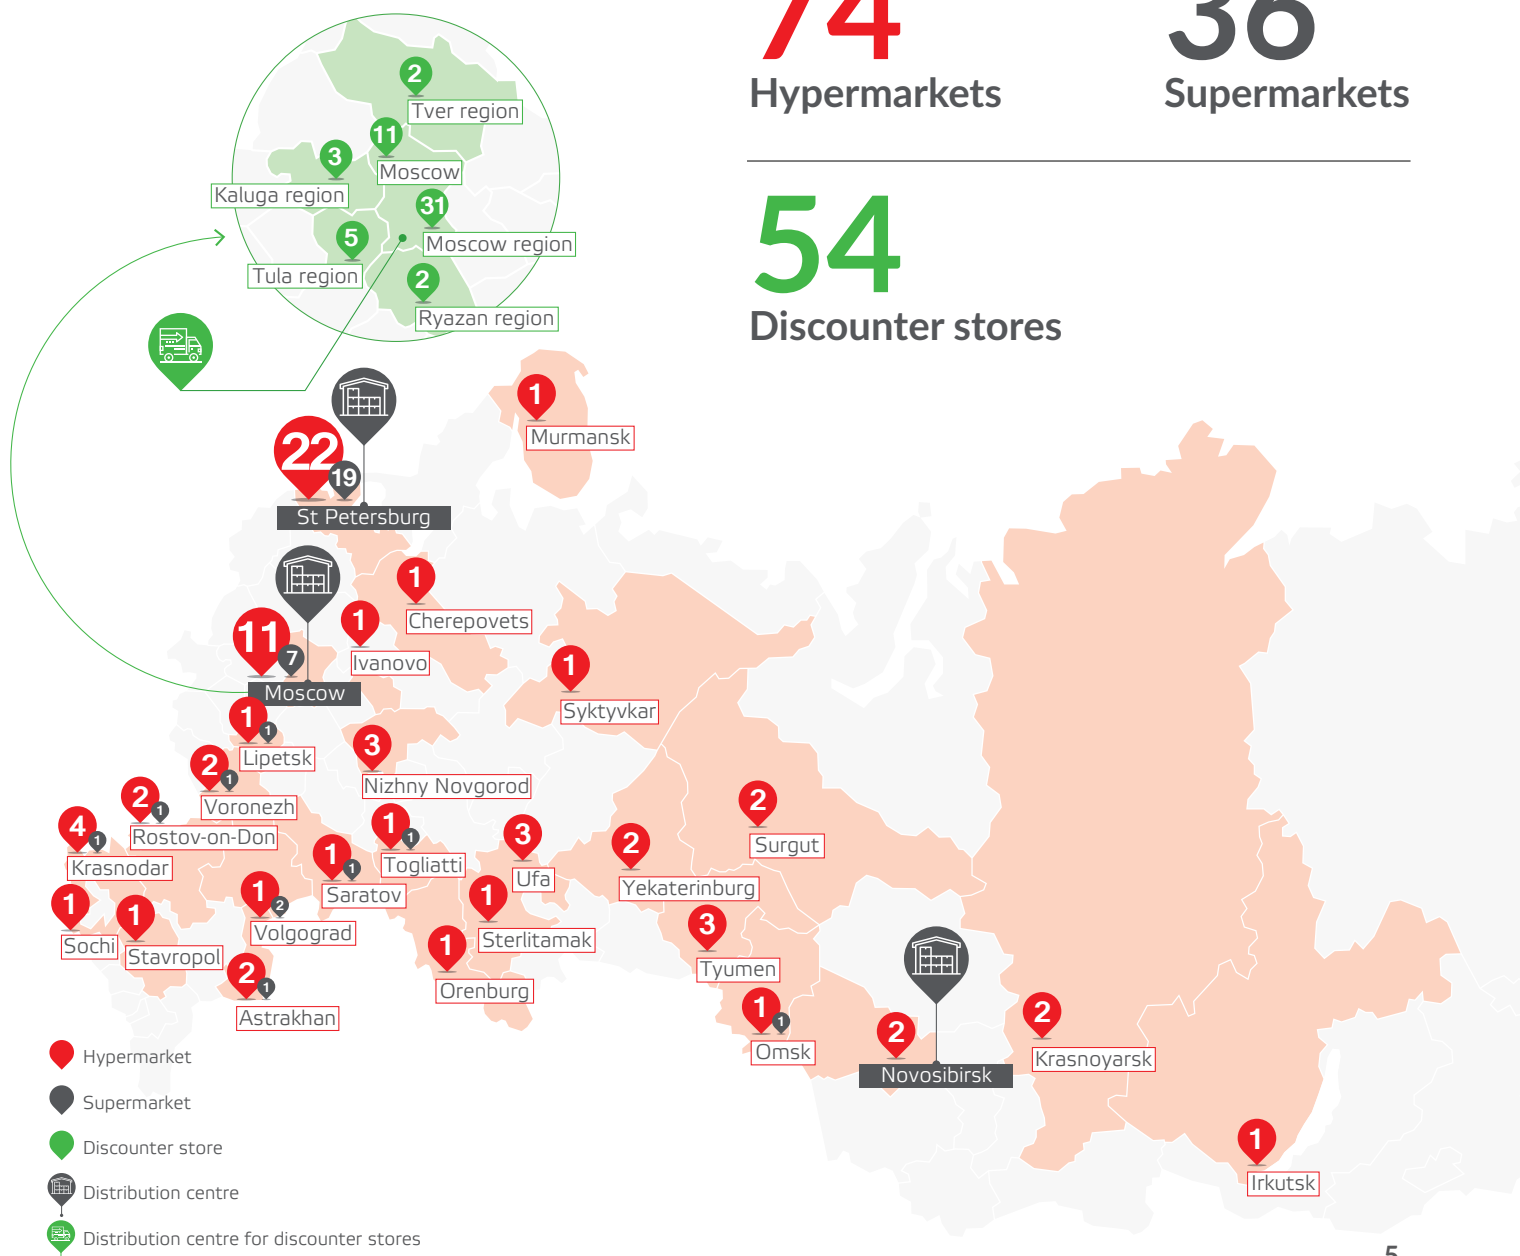 74
Hypermarkets
36
Supermarkets
54
Discounter stores
2
Tver region
11
Moscow
3
Kaluga region
31
Moscow region
5
Tula region
2
Ryazan region
1
Murmansk
22
19
St Petersburg
1
Cherepovets
1
Ivanovo
11
7
Moscow
1
Syktyvkar
1
1
Lipetsk
3
Nizhny Novgorod
2
1
Voronezh
2
1
Rostov-on-Don
4
1
Krasnodar
1
1
Togliatti
1
1
Saratov
3
Ufa
2
Yekaterinburg
2
Surgut
1
Sochi
1
Stavropol
1
2
Volgograd
1
Sterlitamak
1
Orenburg
3
Tyumen
2
1
Astrakhan
1
1
Omsk
2
Novosibirsk
2
Krasnoyarsk
1
Irkutsk
Hypermarket
Supermarket
Discounter store
Distribution centre
Distribution centre for discounter stores
5